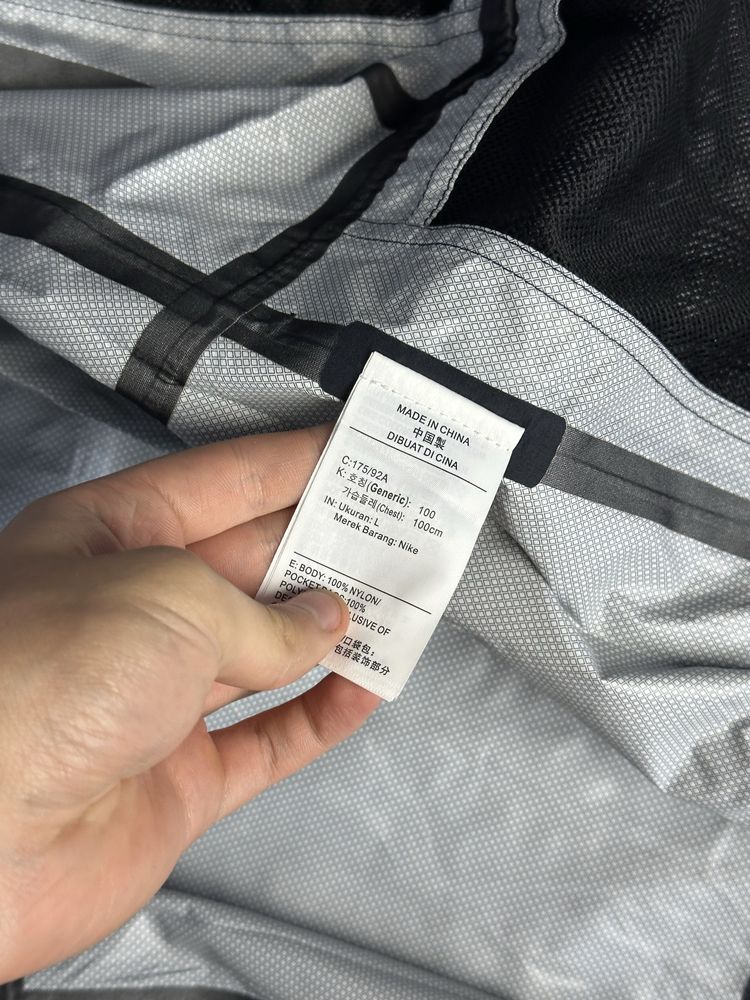 MADE IN CHINA
中国製
DIBUAT DI CINA
C:175/92A
K: 호칭(Generic): 100
가슴둘레(Chest): 100cm
IN: Ukuran: L
Merek Barang: Nike
E: BODY: 100% NYLON/
POCKET 100%
OF
/口袋包:
包括装饰部分